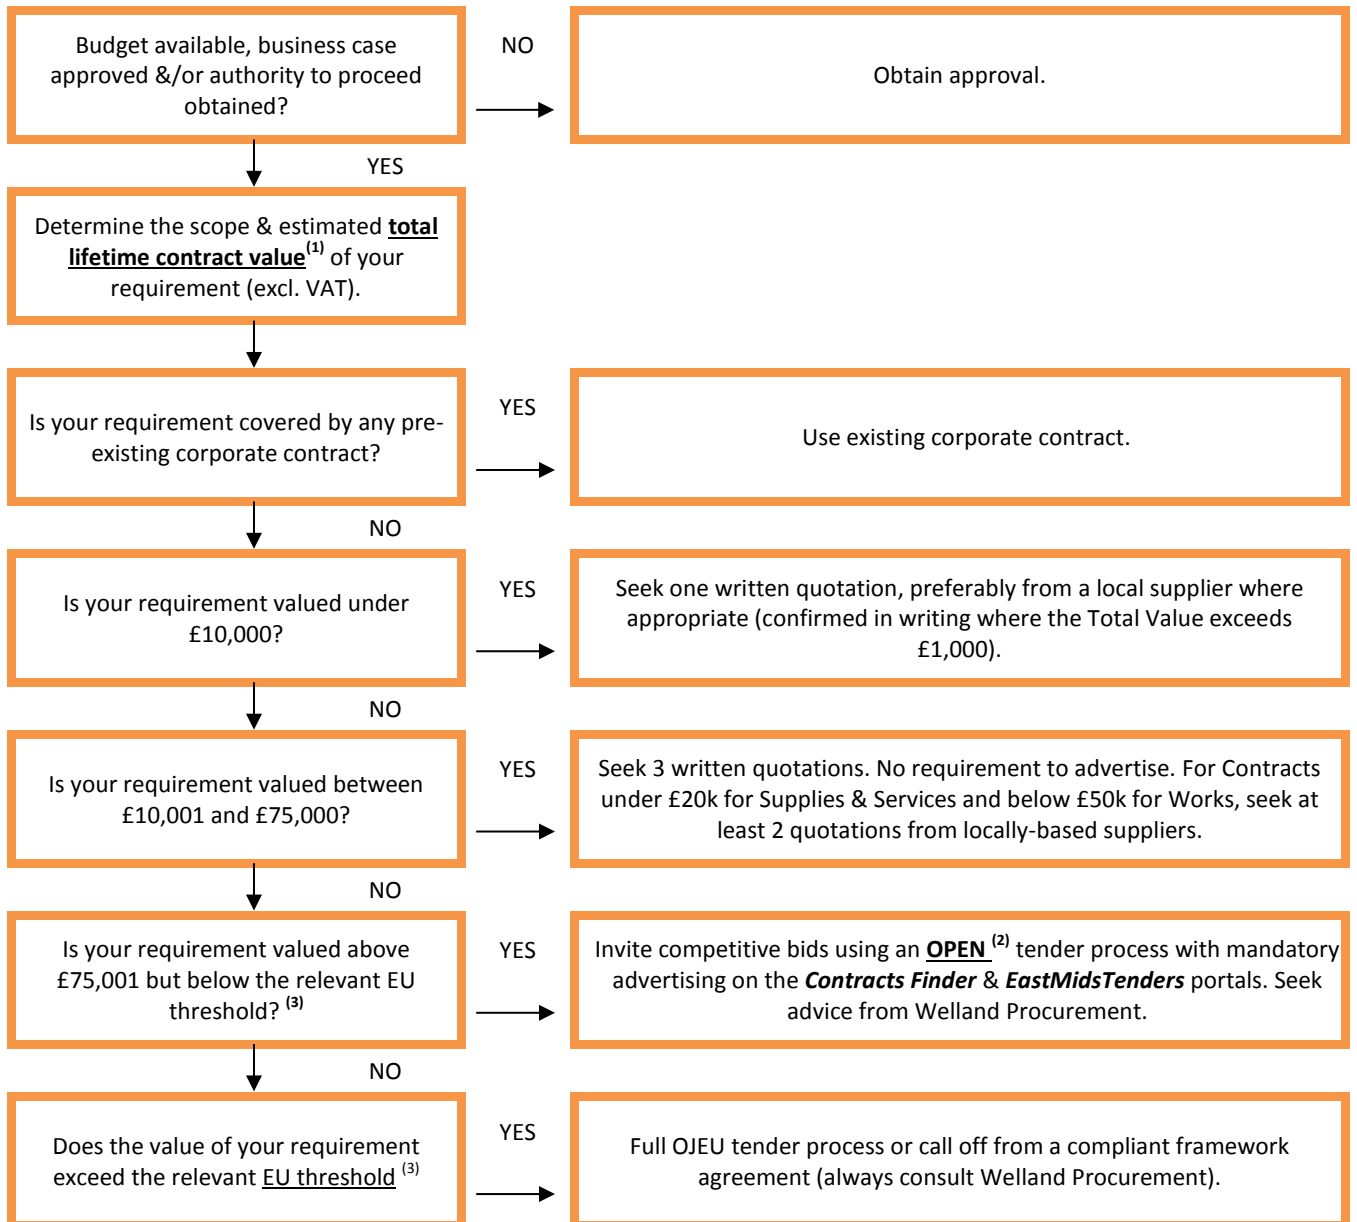 Budget available, business case
approved &/or authority to proceed
obtained?
NO
Obtain approval.
YES
Determine the scope & estimated total
lifetime contract value(1) of your
requirement (excl. VAT).
Is your requirement covered by any pre-
existing corporate contract?
YES
Use existing corporate contract.
NO
Is your requirement valued under
£10,000?
YES
Seek one written quotation, preferably from a local supplier where
appropriate (confirmed in writing where the Total Value exceeds
£1,000).
NO
Is your requirement valued between
£10,001 and £75,000?
YES
Seek 3 written quotations. No requirement to advertise. For Contracts
under £20k for Supplies & Services and below £50k for Works, seek at
least 2 quotations from locally-based suppliers.
NO
Is your requirement valued above
£75,001 but below the relevant EU
threshold? (3)
YES
Invite competitive bids using an OPEN (2) tender process with mandatory
advertising on the Contracts Finder & EastMidsTenders portals. Seek
advice from Welland Procurement.
NO
Does the value of your requirement
exceed the relevant EU threshold (3)
YES
Full OJEU tender process or call off from a compliant framework
agreement (always consult Welland Procurement).